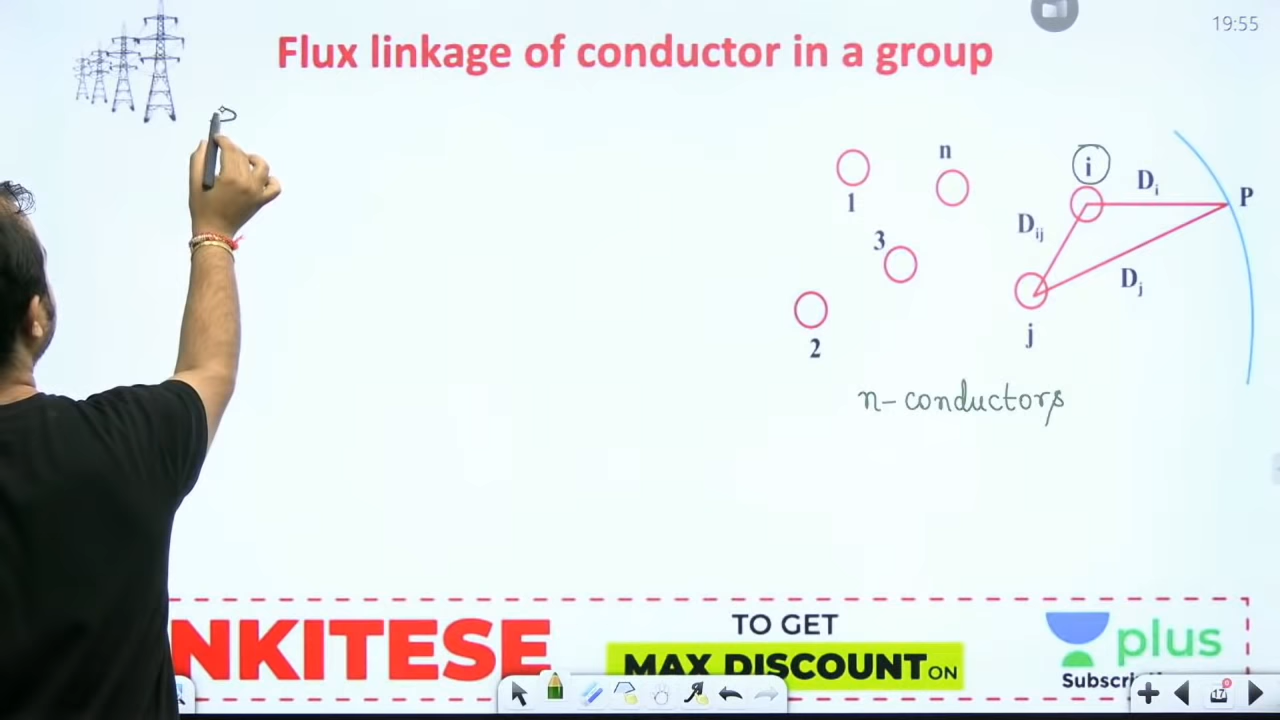 19:55
Flux linkage of conductor in a group
n
i
Di
P
1
Dij
3
Dj
2
j
n-conductors
NKITESE
TO GET
MAX DISCOUNT ON
plus
17